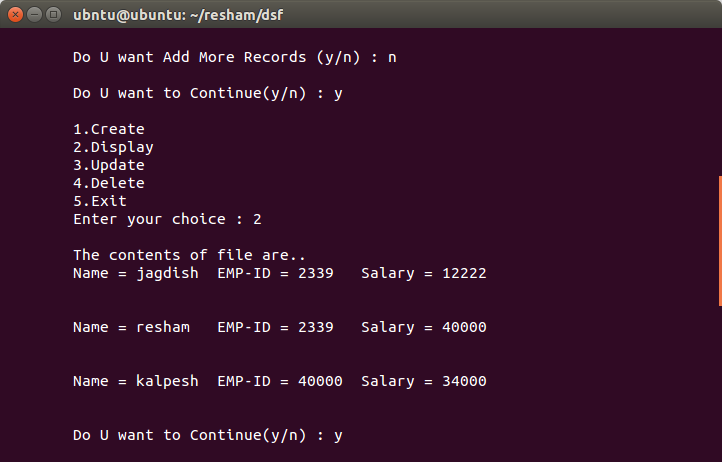 ubntu@ubuntu: ~/resham/dsf
Do U want Add More Records (y/n) : n
Do U want to Continue(y/n) : y
1.Create
2.Display
3.Update
4.Delete
5.Exit
Enter your choice : 2
The contents of file are..
Name = jagdish  EMP-ID = 2339   Salary = 12222
Name = resham   EMP-ID = 2339   Salary = 40000
Name = kalpesh  EMP-ID = 40000  Salary = 34000
Do U want to Continue(y/n) : y